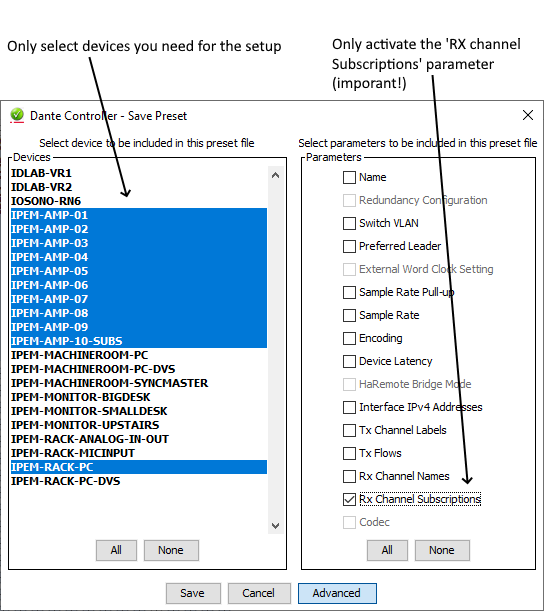 Only select devices you need for the setup
Only activate the 'RX channel
Subscriptions' parameter
(imporant!)
Dante Controller - Save Preset
Select device to be included in this preset file
Devices
IDLAB-VR1
IDLAB-VR2
IOSONO-RN6
IPEM-AMP-01
IPEM-AMP-02
IPEM-AMP-03
IPEM-AMP-04
IPEM-AMP-05
IPEM-AMP-06
IPEM-AMP-07
IPEM-AMP-08
IPEM-AMP-09
IPEM-AMP-10-SUBS
IPEM-MACHINEROOM-PC
IPEM-MACHINEROOM-PC-DVS
IPEM-MACHINEROOM-SYNCMASTER
IPEM-MONITOR-BIGDESK
IPEM-MONITOR-SMALLDESK
IPEM-MONITOR-UPSTAIRS
IPEM-RACK-ANALOG-IN-OUT
IPEM-RACK-MICINPUT
IPEM-RACK-PC
IPEM-RACK-PC-DVS
All
None
Select parameters to be included in this preset file
Parameters
Name
Redundancy Configuration
Switch VLAN
Preferred Leader
External Word Clock Setting
Sample Rate Pull-up
Sample Rate
Encoding
Device Latency
HaRemote Bridge Mode
Interface IPv4 Addresses
Tx Channel Labels
Tx Flows
Rx Channel Names
Rx Channel Subscriptions
Codec
All
None
Save
Cancel
Advanced